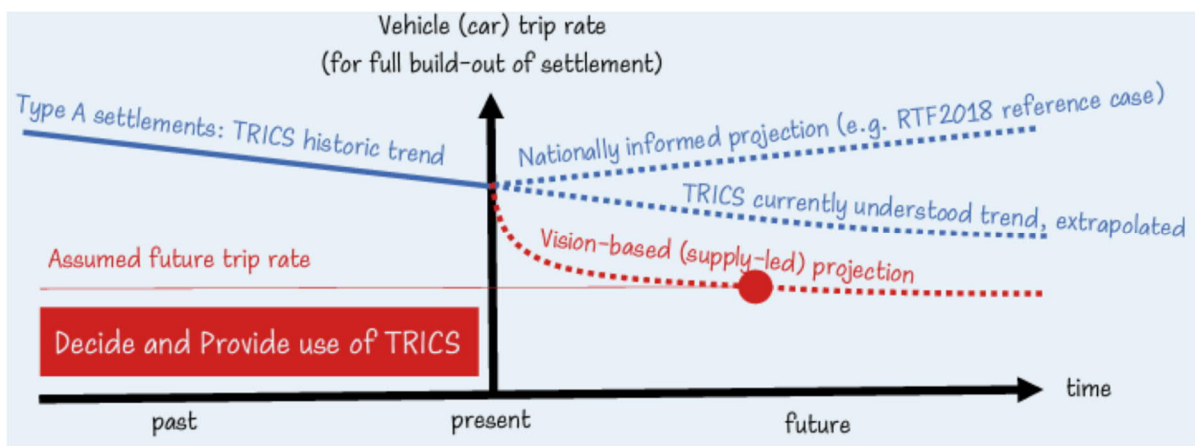 Vehicle (car) trip rate
(for full build-out of settlement)
Type A settlements: TRICS historic trend
Nationally informed projection (e.g. RTF2018 reference case)
TRICS currently understood trend, extrapolated
Vision-based (supply-led) projection
Assumed future trip rate
Decide and Provide use of TRICS
time
past
present
future